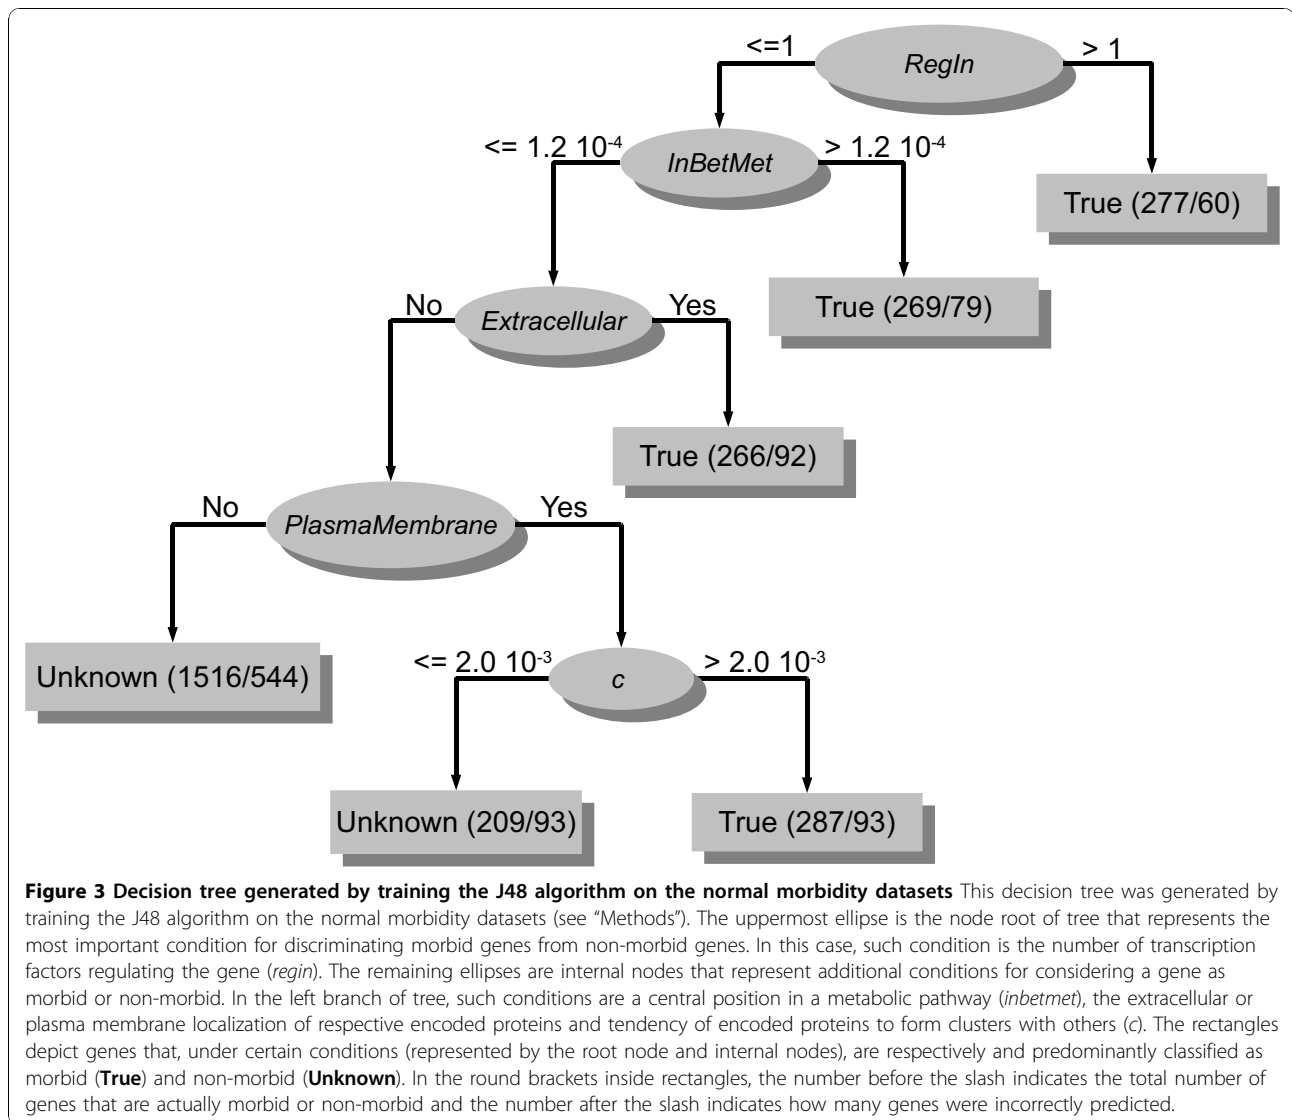 <=1
RegIn
> 1
<= 1.2 10-4
InBetMet
> 1.2 10-4
True (277/60)
No
Extracellular
Yes
True (269/79)
True (266/92)
No
PlasmaMembrane
Yes
Unknown (1516/544)
<= 2.0 10-3
c
> 2.0 10-3
Unknown (209/93)
True (287/93)
Figure 3 Decision tree generated by training the J48 algorithm on the normal morbidity datasets This decision tree was generated by
training the J48 algorithm on the normal morbidity datasets (see “Methods”). The uppermost ellipse is the node root of tree that represents the
most important condition for discriminating morbid genes from non-morbid genes. In this case, such condition is the number of transcription
factors regulating the gene (regin). The remaining ellipses are internal nodes that represent additional conditions for considering a gene as
morbid or non-morbid. In the left branch of tree, such conditions are a central position in a metabolic pathway (inbetmet), the extracellular or
plasma membrane localization of respective encoded proteins and tendency of encoded proteins to form clusters with others (c). The rectangles
depict genes that, under certain conditions (represented by the root node and internal nodes), are respectively and predominantly classified as
morbid (True) and non-morbid (Unknown). In the round brackets inside rectangles, the number before the slash indicates the total number of
genes that are actually morbid or non-morbid and the number after the slash indicates how many genes were incorrectly predicted.